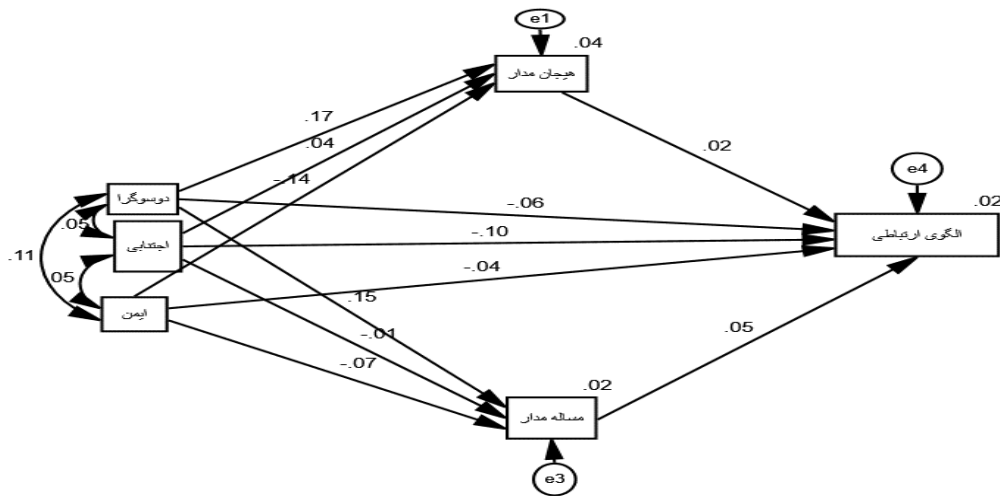 e1
.04
هیجان مدار
.17
.04
-.14
.02
e4
.02
دوسوگرا
-.06
الگوی ارتباطی
.05
اجتنابی
-.10
.11
-.04
.05
ایمن
.15
-.01
.05
-.07
.02
مساله مدار
e3